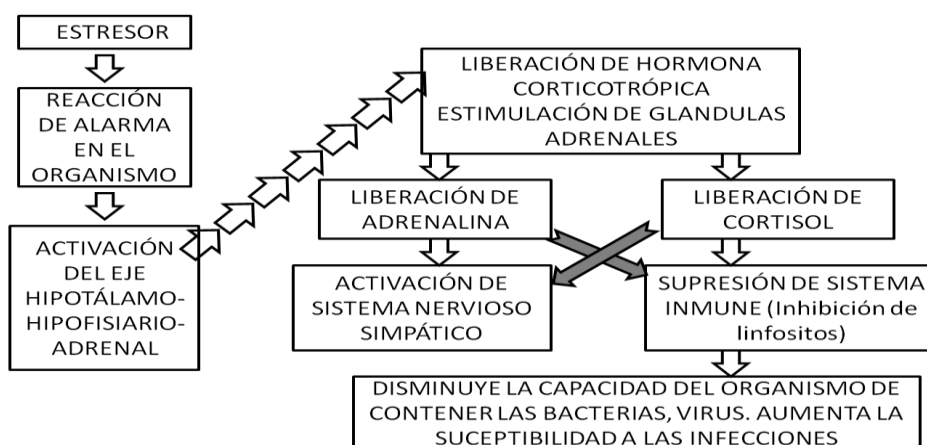 ESTRESOR
REACCIÓN
DE ALARMA
EN EL
ORGANISMO
ACTIVACIÓN
DEL EJE
HIPOTÁLAMO-
HIPOFISIARIO-
ADRENAL
LIBERACIÓN DE HORMONA
CORTICOTRÓPICA
ESTIMULACIÓN DE GLANDULAS
ADRENALES
LIBERACIÓN DE
ADRENALINA
LIBERACIÓN DE
CORTISOL
ACTIVACIÓN DE
SISTEMA NERVIOSO
SIMPÁTICO
SUPRESIÓN DE SISTEMA
INMUNE (Inhibición de
linfositos)
DISMINUYE LA CAPACIDAD DEL ORGANISMO DE
CONTENER LAS BACTERIAS, VIRUS. AUMENTA LA
SUCEPTIBILIDAD A LAS INFECCIONES